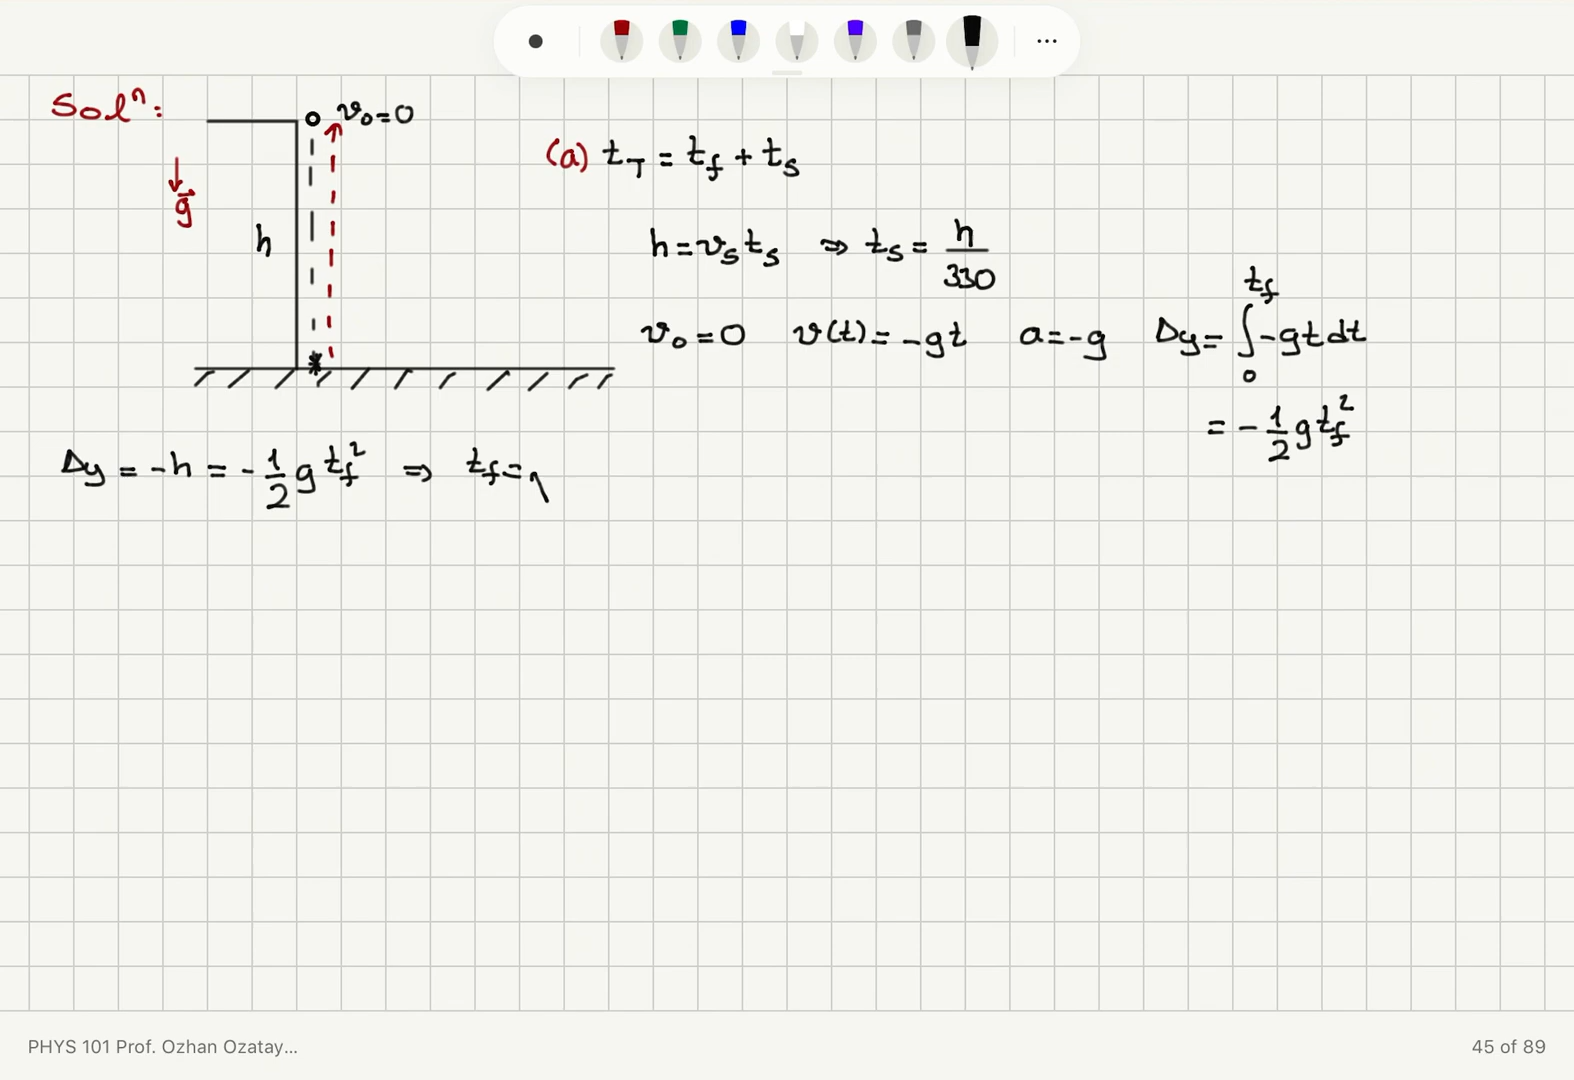 Solⁿ:
v₀=0
g⃗
h
(a) t_T = t_f + t_s
h = v_s t_s ⇒ t_s = h/330
v₀=0 v(t) = -gt a=-g Δy = ∫₀^{t_f} -gt dt
= -1/2 g t_f²
Δy = -h = -1/2 g t_f² ⇒ t_f =
PHYS 101 Prof. Ozhan Ozatay...
45 of 89